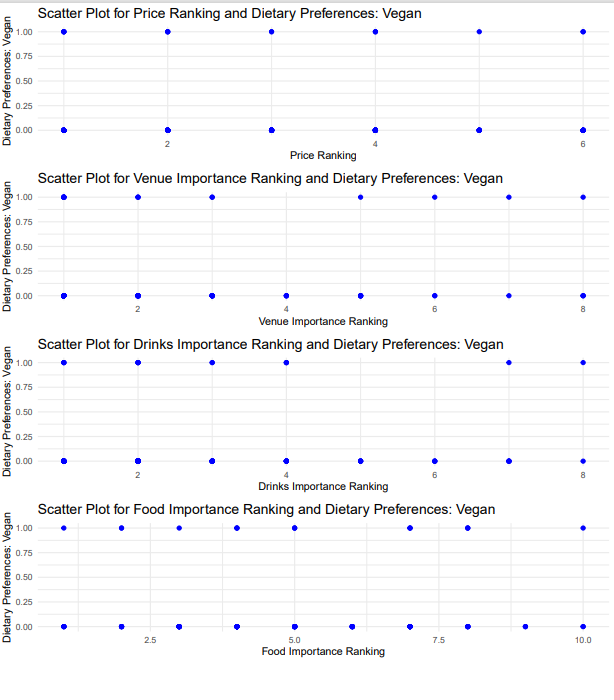 Scatter Plot for Price Ranking and Dietary Preferences: Vegan
Dietary Preferences: Vegan
1.00
0.75
0.50
0.25
0.00
2 4 6
Price Ranking
Scatter Plot for Venue Importance Ranking and Dietary Preferences: Vegan
Dietary Preferences: Vegan
1.00
0.75
0.50
0.25
0.00
2 4 6 8
Venue Importance Ranking
Scatter Plot for Drinks Importance Ranking and Dietary Preferences: Vegan
Dietary Preferences: Vegan
1.00
0.75
0.50
0.25
0.00
2 4 6 8
Drinks Importance Ranking
Scatter Plot for Food Importance Ranking and Dietary Preferences: Vegan
Dietary Preferences: Vegan
1.00
0.75
0.50
0.25
0.00
2.5 5.0 7.5 10.0
Food Importance Ranking